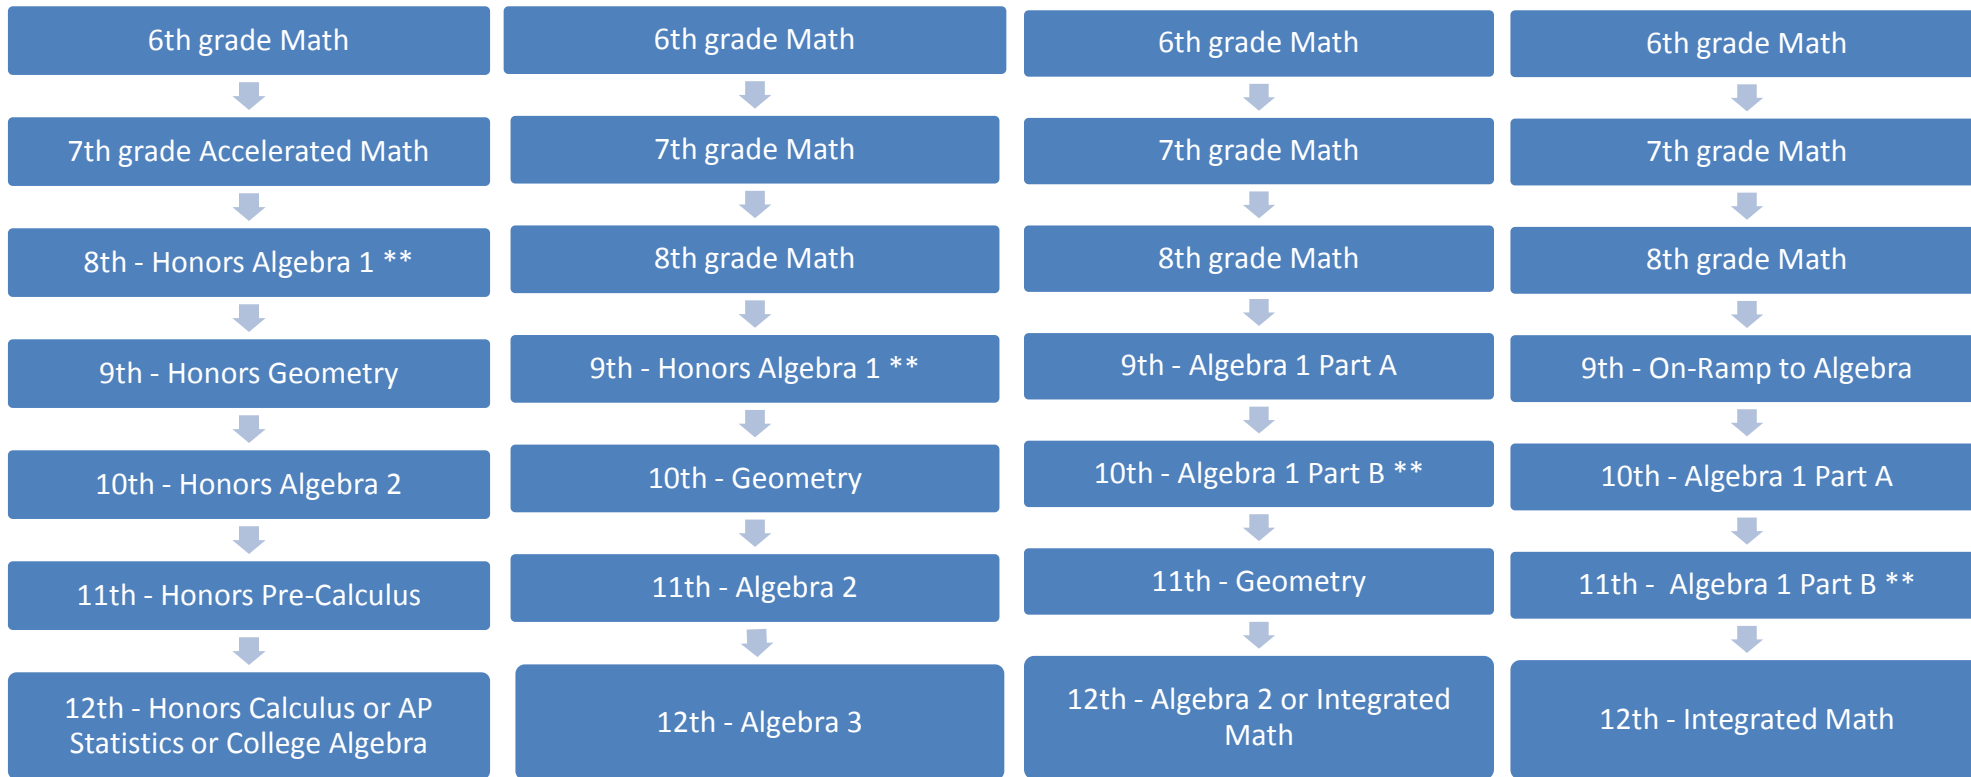 6th grade Math
7th grade Accelerated Math
8th - Honors Algebra 1 **
9th - Honors Geometry
10th - Honors Algebra 2
11th - Honors Pre-Calculus
12th - Honors Calculus or AP
Statistics or College Algebra
6th grade Math
7th grade Math
8th grade Math
9th - Honors Algebra 1 **
10th - Geometry
11th - Algebra 2
12th - Algebra 3
6th grade Math
7th grade Math
8th grade Math
9th - Algebra 1 Part A
10th - Algebra 1 Part B **
11th - Geometry
12th - Algebra 2 or Integrated
Math
6th grade Math
7th grade Math
8th grade Math
9th - On-Ramp to Algebra
10th - Algebra 1 Part A
11th -  Algebra 1 Part B **
12th - Integrated Math